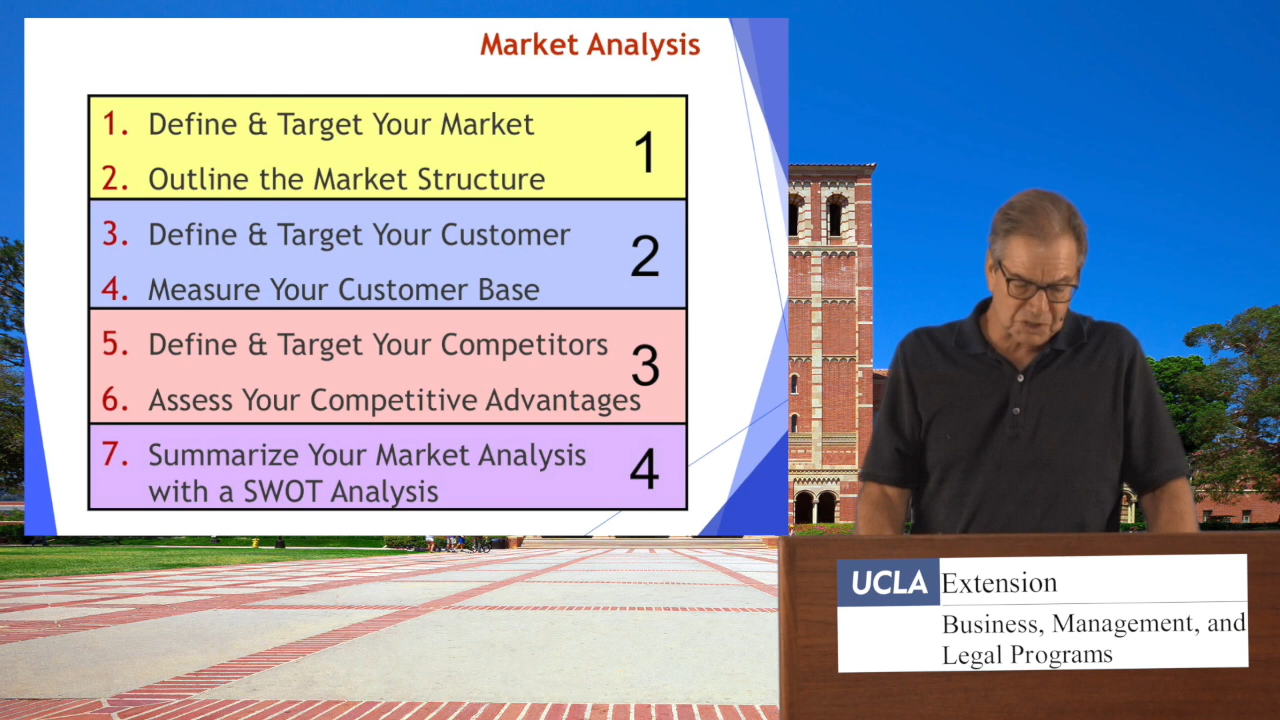 Market Analysis
1. Define & Target Your Market
2. Outline the Market Structure
1
3. Define & Target Your Customer
4. Measure Your Customer Base
2
5. Define & Target Your Competitors
6. Assess Your Competitive Advantages
3
7. Summarize Your Market Analysis
with a SWOT Analysis
4
UCLA Extension
Business, Management, and
Legal Programs